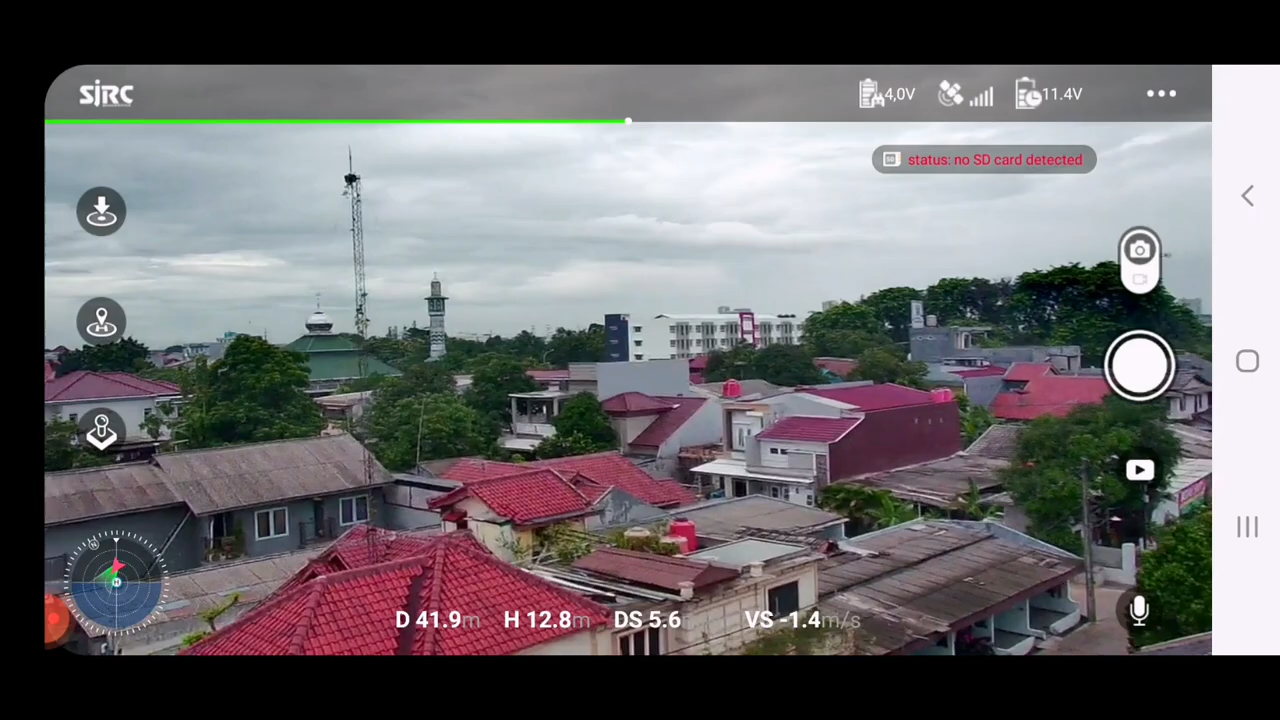 SJRC
4,0V
11.4V
status: no SD card detected
N
H
D 41.9m H 12.8m DS 5.6 VS -1.4m/s